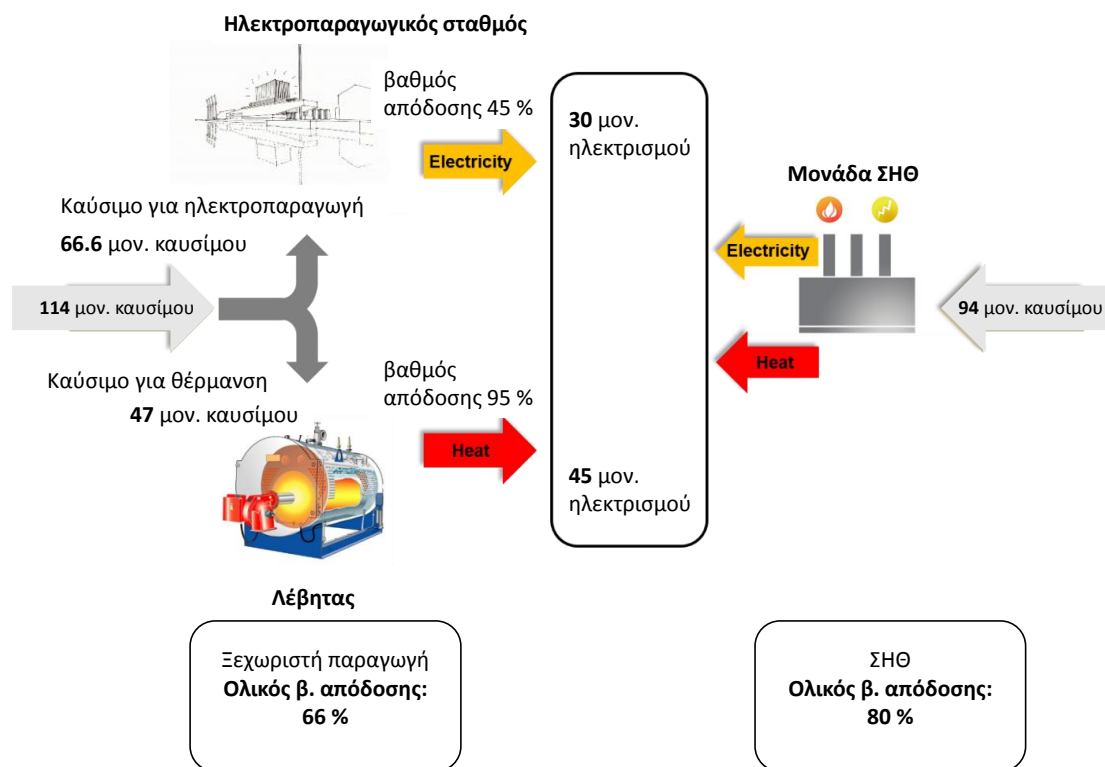 Ηλεκτροπαραγωγικός σταθμός
βαθμός
απόδοσης 45 %
Electricity
30 μον.
ηλεκτρισμού
Μονάδα ΣΗΘ
Electricity
Καύσιμο για ηλεκτροπαραγωγή
66.6 μον. καυσίμου
114 μον. καυσίμου
94 μον. καυσίμου
Heat
Καύσιμο για θέρμανση
47 μον. καυσίμου
βαθμός
απόδοσης 95 %
Heat
45 μον.
ηλεκτρισμού
Λέβητας
Ξεχωριστή παραγωγή
Ολικός β. απόδοσης:
66 %
ΣΗΘ
Ολικός β. απόδοσης:
80 %